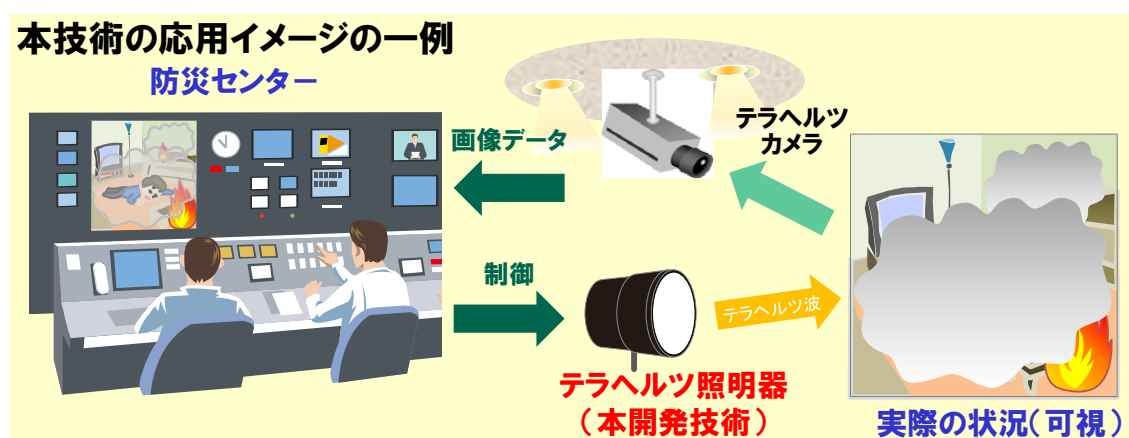 本技術の応用イメージの一例
防災センター
画像データ
テラヘルツ
カメラ
制御
テラヘルツ波
テラヘルツ照明器
(本開発技術)
実際の状況(可視)